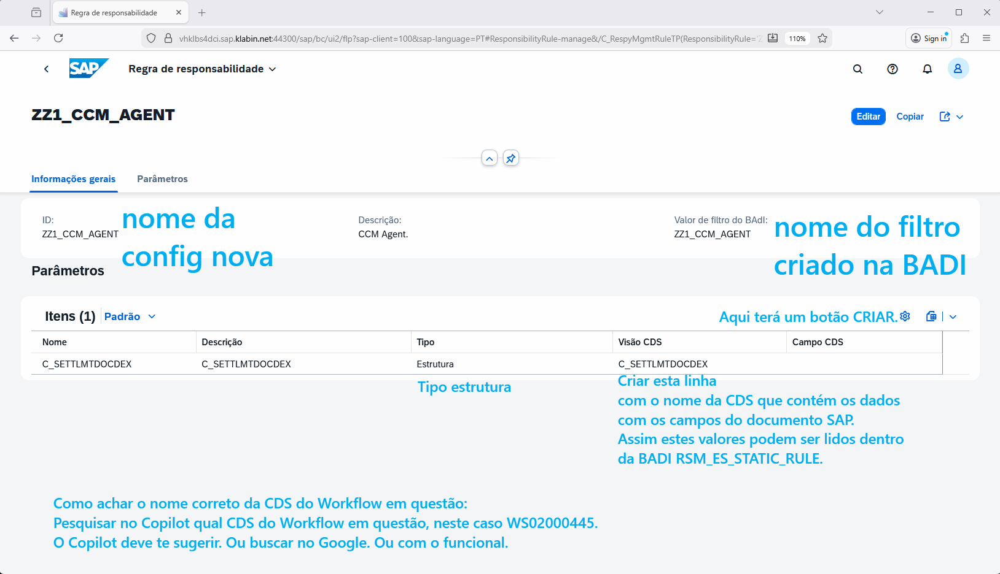 Regra de responsabilidade
vhklbs4dci.sap.klabin.net:44300/sap/bc/ui2/flp?sap-client=100&sap-language=PT#ResponsibilityRule-manage&/C_RespyMgmtRuleTP(ResponsibilityRule='Z
110%
Sign in
SAP
Regra de responsabilidade
ZZ1_CCM_AGENT
Editar
Copiar
Informações gerais
Parâmetros
ID:
ZZ1_CCM_AGENT
nome da
config nova
Descrição:
CCM Agent.
Valor de filtro do BAdI:
ZZ1_CCM_AGENT
nome do filtro
criado na BADI
Parâmetros
Itens (1)
Padrão
Aqui terá um botão CRIAR.
Nome
Descrição
Tipo
Visão CDS
Campo CDS
C_SETTLMTDOCDEX
C_SETTLMTDOCDEX
Estrutura
C_SETTLMTDOCDEX
Tipo estrutura
Criar esta linha
com o nome da CDS que contém os dados
com os campos do documento SAP.
Assim estes valores podem ser lidos dentro
da BADI RSM_ES_STATIC_RULE.
Como achar o nome correto da CDS do Workflow em questão:
Pesquisar no Copilot qual CDS do Workflow em questão, neste caso WS02000445.
O Copilot deve te sugerir. Ou buscar no Google. Ou com o funcional.